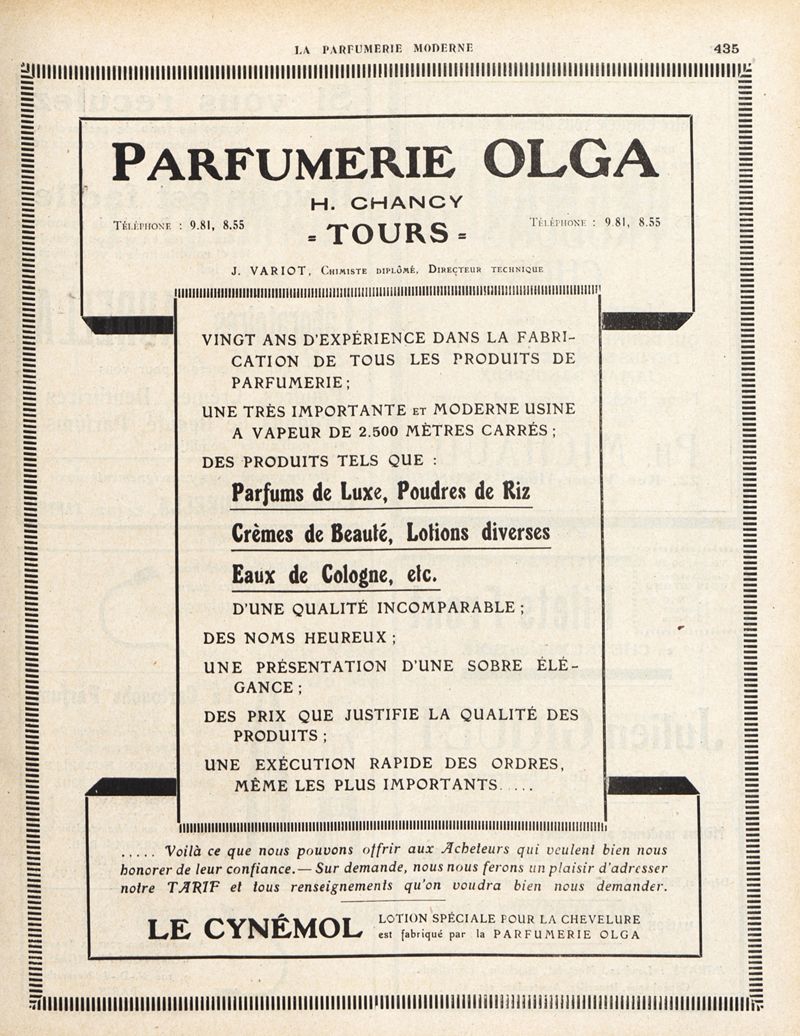 LA PARFUMERIE MODERNE 435
PARFUMERIE OLGA
H. CHANCY
TÉLÉPHONE : 9.81, 8.55
= TOURS =
TÉLÉPHONE : 9.81, 8.55
J. VARIOT, CHIMISTE DIPLÔMÉ, DIRECTEUR TECHNIQUE
VINGT ANS D'EXPÉRIENCE DANS LA FABRI-
CATION DE TOUS LES PRODUITS DE
PARFUMERIE ;
UNE TRÈS IMPORTANTE ET MODERNE USINE
A VAPEUR DE 2.500 MÈTRES CARRÉS ;
DES PRODUITS TELS QUE :
Parfums de Luxe, Poudres de Riz
Crèmes de Beauté, Lotions diverses
Eaux de Cologne, etc.
D'UNE QUALITÉ INCOMPARABLE ;
DES NOMS HEUREUX ;
UNE PRÉSENTATION D'UNE SOBRE ÉLÉ-
GANCE ;
DES PRIX QUE JUSTIFIE LA QUALITÉ DES
PRODUITS ;
UNE EXÉCUTION RAPIDE DES ORDRES,
MÊME LES PLUS IMPORTANTS.....
..... Voilà ce que nous pouvons offrir aux Acheteurs qui veulent bien nous
honorer de leur confiance.— Sur demande, nous nous ferons un plaisir d'adresser
notre TARIF et tous renseignements qu'on voudra bien nous demander.
LE CYNÉMOL
LOTION SPÉCIALE POUR LA CHEVELURE
est fabriqué par la PARFUMERIE OLGA